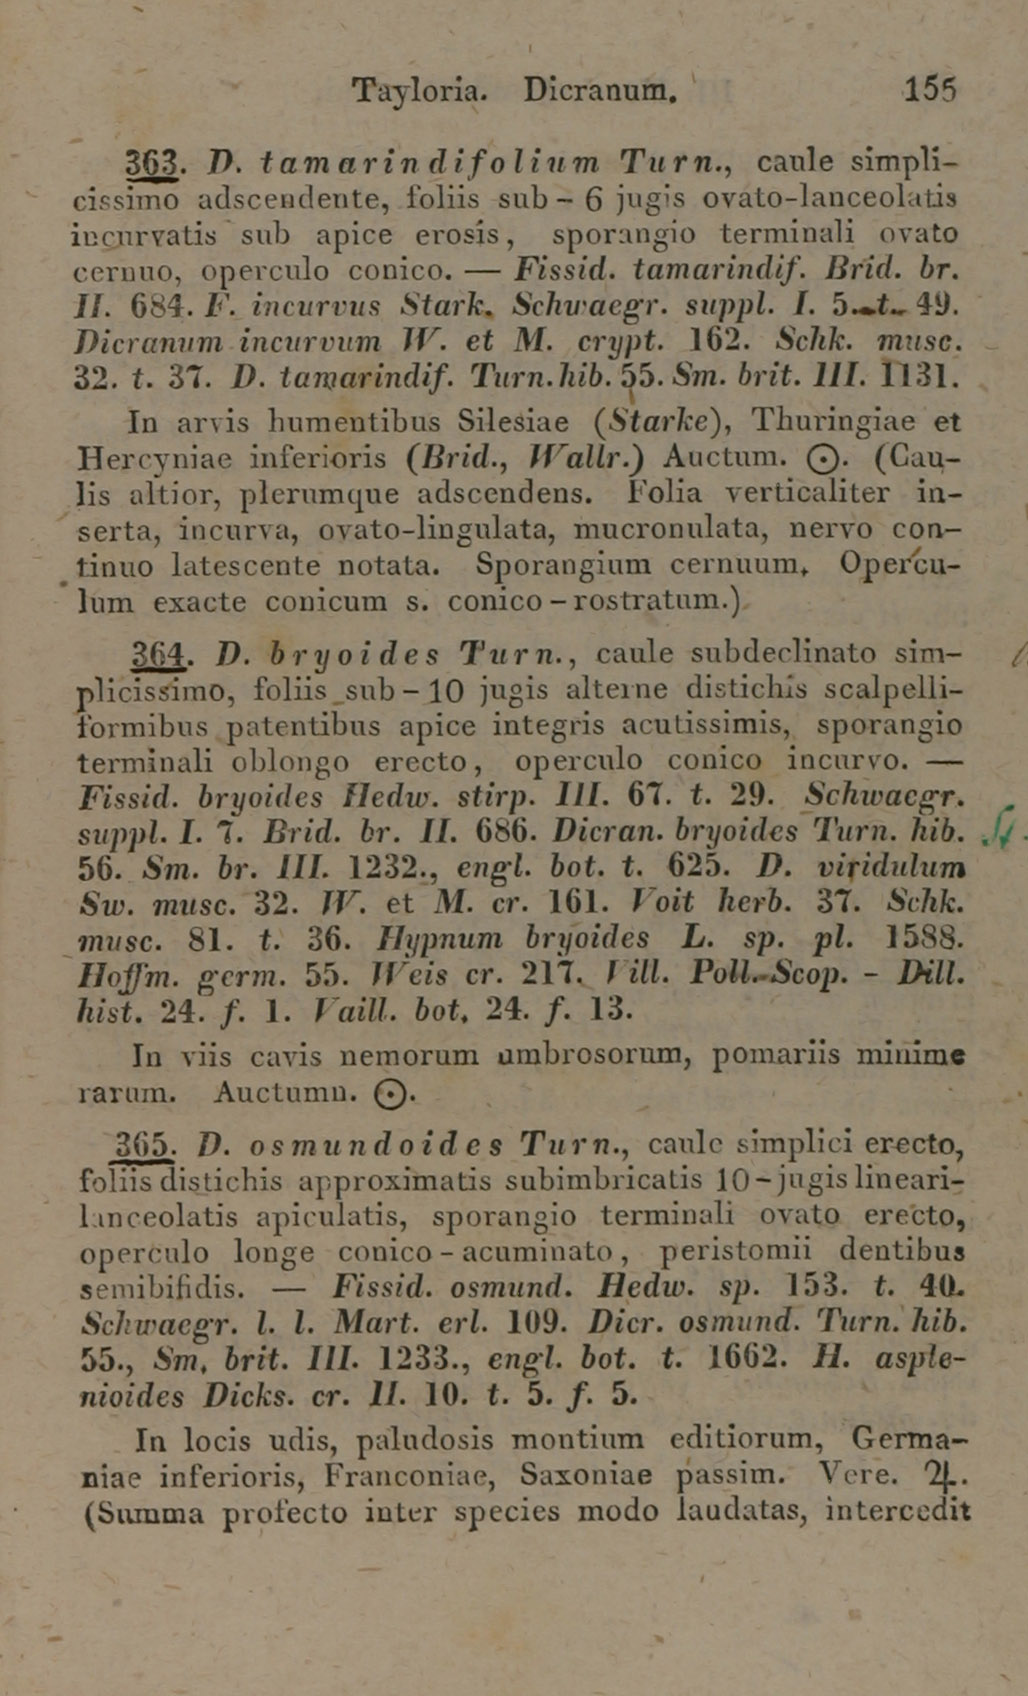 Tayloria. Dicranum. 155
363. D. tamarindifolium Turn., caule simpli-
cissimo adscendente, foliis sub - 6 jugis ovato-lanceolatis
incurvatis sub apice erosis, sporangio terminali ovato
cernuo, operculo conico. — Fissid. tamarindif. Brid. br.
II. 684. F. incurvus Stark. Schwaegr. suppl. I. 5. t. 49.
Dicranum incurvum W. et M. crypt. 162. Schk. musc.
32. t. 37. D. tamarindif. Turn. hib. 55. Sm. brit. III. 1131.
In arvis humentibus Silesiae (Starke), Thuringiae et
Hercyniae inferioris (Brid., Wallr.) Auctum. ☉. (Cau-
lis altior, plerumque adscendens. Folia verticaliter in-
serta, incurva, ovato-lingulata, mucronulata, nervo con-
tinuo latescente notata. Sporangium cernuum, Opercu-
lum exacte conicum s. conico - rostratum.)
364. D. bryoides Turn., caule subdeclinato sim-
plicissimo, foliis sub - 10 jugis alterne distichis scalpelli-
formibus patentibus apice integris acutissimis, sporangio
terminali oblongo erecto, operculo conico incurvo. —
Fissid. bryoides Hedw. stirp. III. 67. t. 29. Schwaegr.
suppl. I. 7. Brid. br. II. 686. Dicran. bryoides Turn. hib.
56. Sm. br. III. 1232., engl. bot. t. 625. D. viridulum
Sw. musc. 32. W. et M. cr. 161. Voit herb. 37. Schk.
musc. 81. t. 36. Hypnum bryoides L. sp. pl. 1588.
Hoffm. germ. 55. Weis cr. 217. Vill. Poll. Scop. - Dill.
hist. 24. f. 1. Vaill. bot, 24. f. 13.
In viis cavis nemorum umbrosorum, pomariis minime
rarum. Auctumn. ☉.
365. D. osmundoides Turn., caule simplici erecto,
foliis distichis approximatis subimbricatis 10 - jugis lineari-
lanceolatis apiculatis, sporangio terminali ovato erecto,
operculo longe conico - acuminato, peristomii dentibus
semibifidis. — Fissid. osmund. Hedw. sp. 153. t. 40.
Schwaegr. l. l. Mart. erl. 109. Dicr. osmund. Turn. hib.
55., Sm, brit. III. 1233., engl. bot. t. 1662. H. asple-
nioides Dicks. cr. II. 10. t. 5. f. 5.
In locis udis, paludosis montium editiorum, Germa-
niae inferioris, Franconiae, Saxoniae passim. Vere. ♃.
(Summa profecto inter species modo laudatas, intercedit